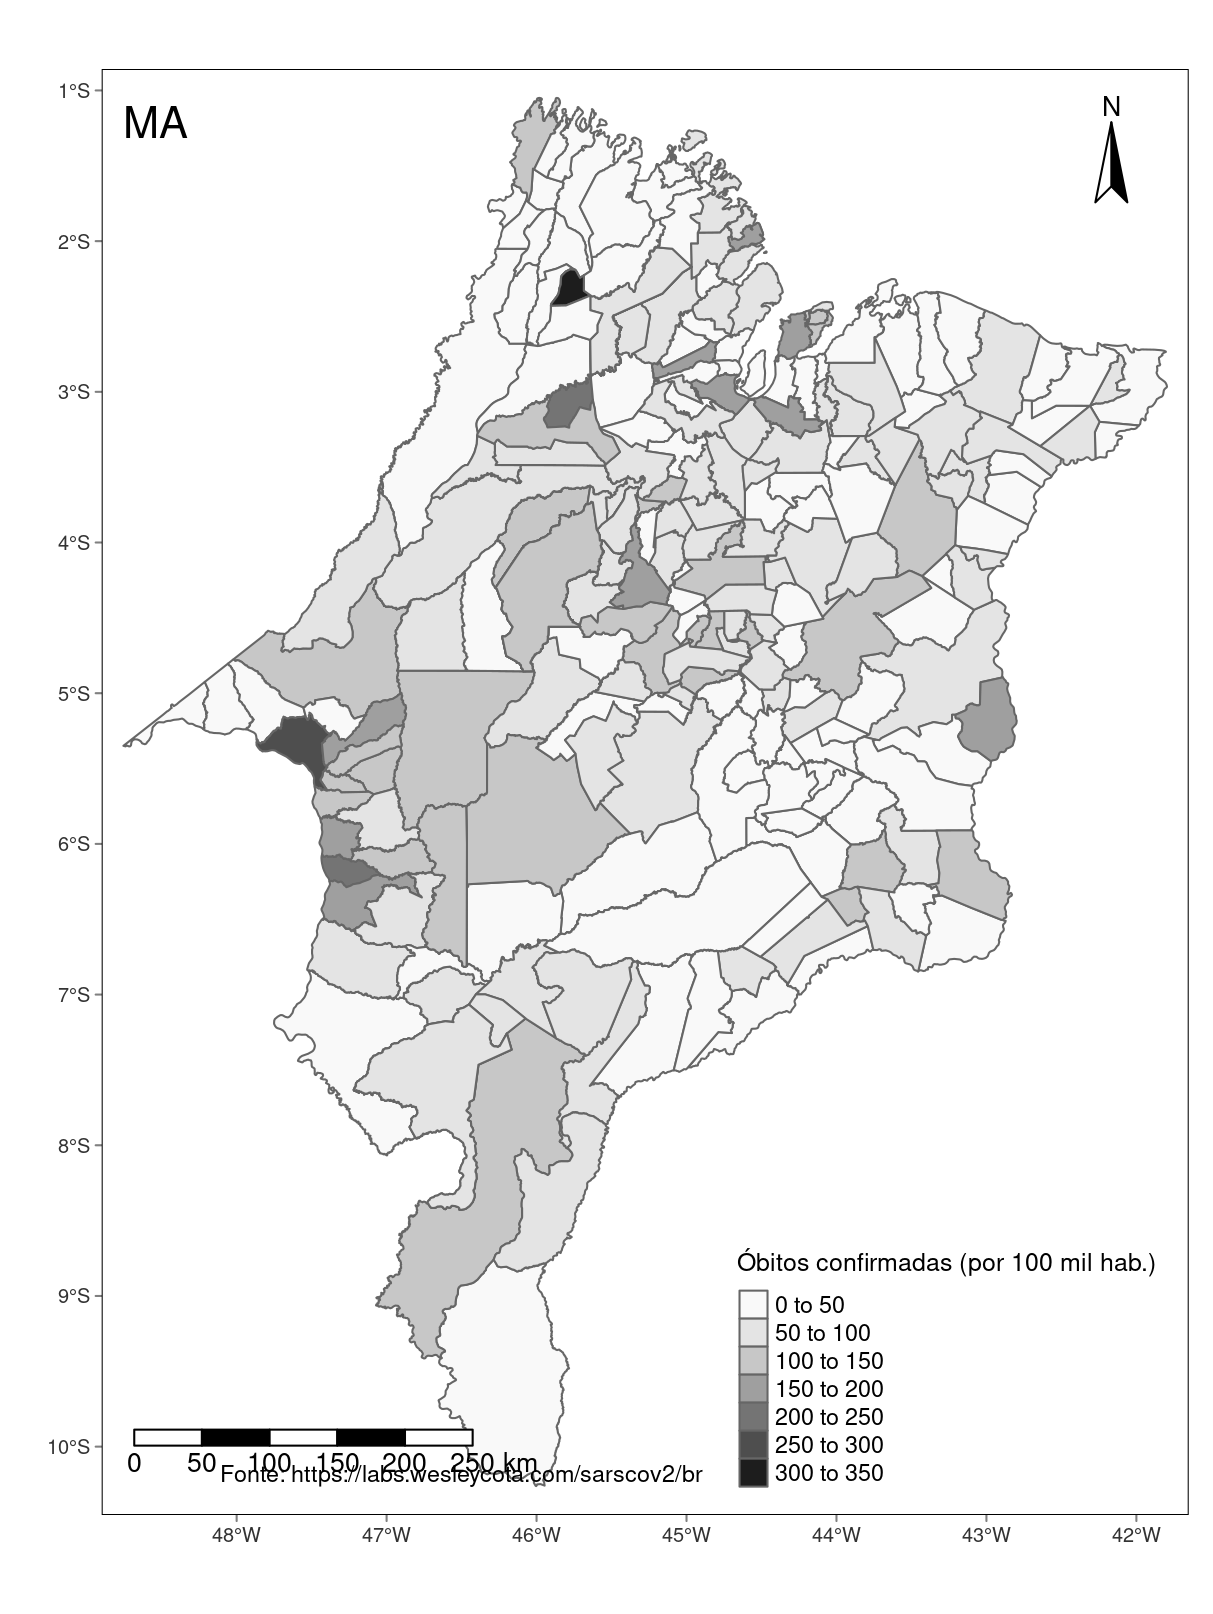 MA
N
1°S
2°S
3°S
4°S
5°S
6°S
7°S
8°S
9°S
10°S
Óbitos confirmadas (por 100 mil hab.)
0 to 50
50 to 100
100 to 150
150 to 200
200 to 250
250 to 300
300 to 350
0 50 100 150 200 250 km
Fonte: https://labs.wesleycota.com/sarscov2/br
48°W 47°W 46°W 45°W 44°W 43°W 42°W